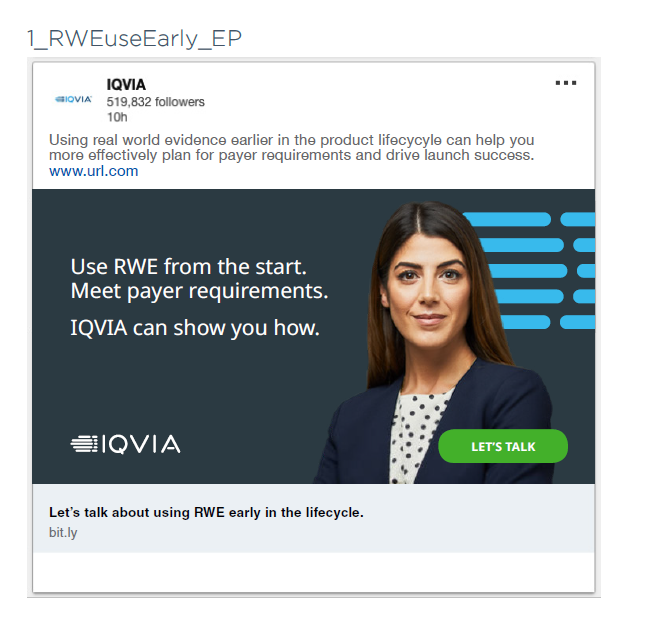 1_RWEuseEarly_EP
IQVIA
IQVIA
519,832 followers
10h
Using real world evidence earlier in the product lifecycyle can help you
more effectively plan for payer requirements and drive launch success.
www.url.com
Use RWE from the start.
Meet payer requirements.
IQVIA can show you how.
IQVIA
LET'S TALK
Let's talk about using RWE early in the lifecycle.
bit.ly